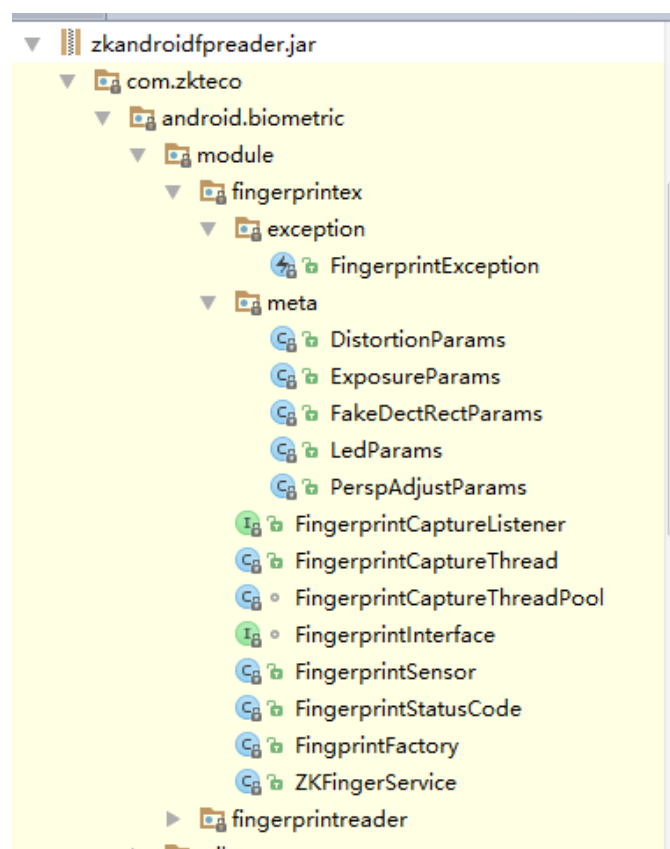 zkandroidfpreader.jar
com.zkteco
android.biometric
module
fingerprintex
exception
FingerprintException
meta
DistortionParams
ExposureParams
FakeDectRectParams
LedParams
PerspAdjustParams
FingerprintCaptureListener
FingerprintCaptureThread
FingerprintCaptureThreadPool
FingerprintInterface
FingerprintSensor
FingerprintStatusCode
FingprintFactory
ZKFingerService
fingerprintreader